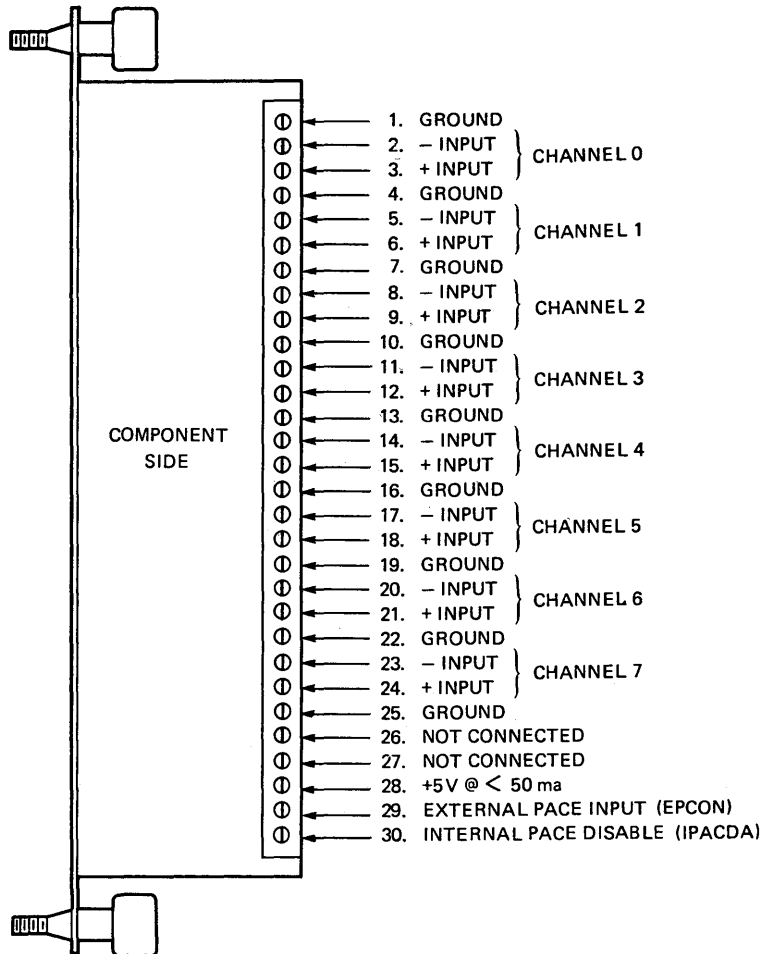 1. GROUND
2. – INPUT
3. + INPUT
CHANNEL 0
4. GROUND
5. – INPUT
6. + INPUT
CHANNEL 1
7. GROUND
8. – INPUT
9. + INPUT
CHANNEL 2
10. GROUND
11. – INPUT
12. + INPUT
CHANNEL 3
13. GROUND
14. – INPUT
15. + INPUT
CHANNEL 4
COMPONENT
SIDE
16. GROUND
17. – INPUT
18. + INPUT
CHANNEL 5
19. GROUND
20. – INPUT
21. + INPUT
CHANNEL 6
22. GROUND
23. – INPUT
24. + INPUT
CHANNEL 7
25. GROUND
26. NOT CONNECTED
27. NOT CONNECTED
28. +5V @ < 50 ma
29. EXTERNAL PACE INPUT (EPCON)
30. INTERNAL PACE DISABLE (IPACDA)